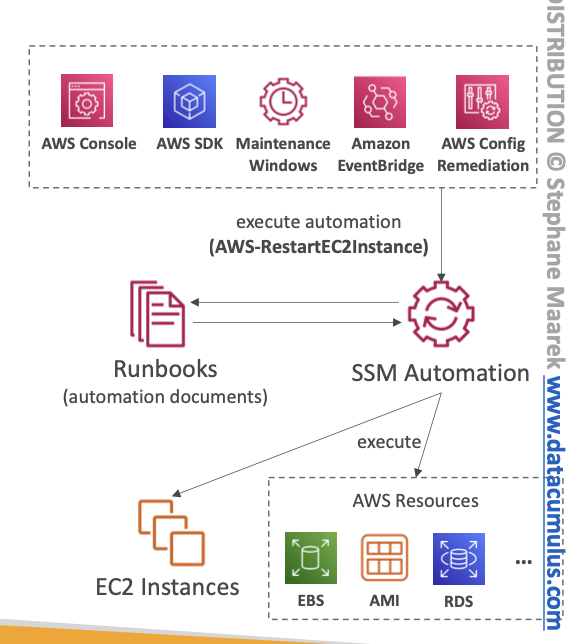 AWS Console
AWS SDK
Maintenance
Windows
Amazon
EventBridge
AWS Config
Remediation
execute automation
(AWS-RestartEC2Instance)
Runbooks
(automation documents)
SSM Automation
execute
EC2 Instances
AWS Resources
EBS
AMI
RDS
...
DISTRIBUTION © Stephane Maarek www.datacumulus.com